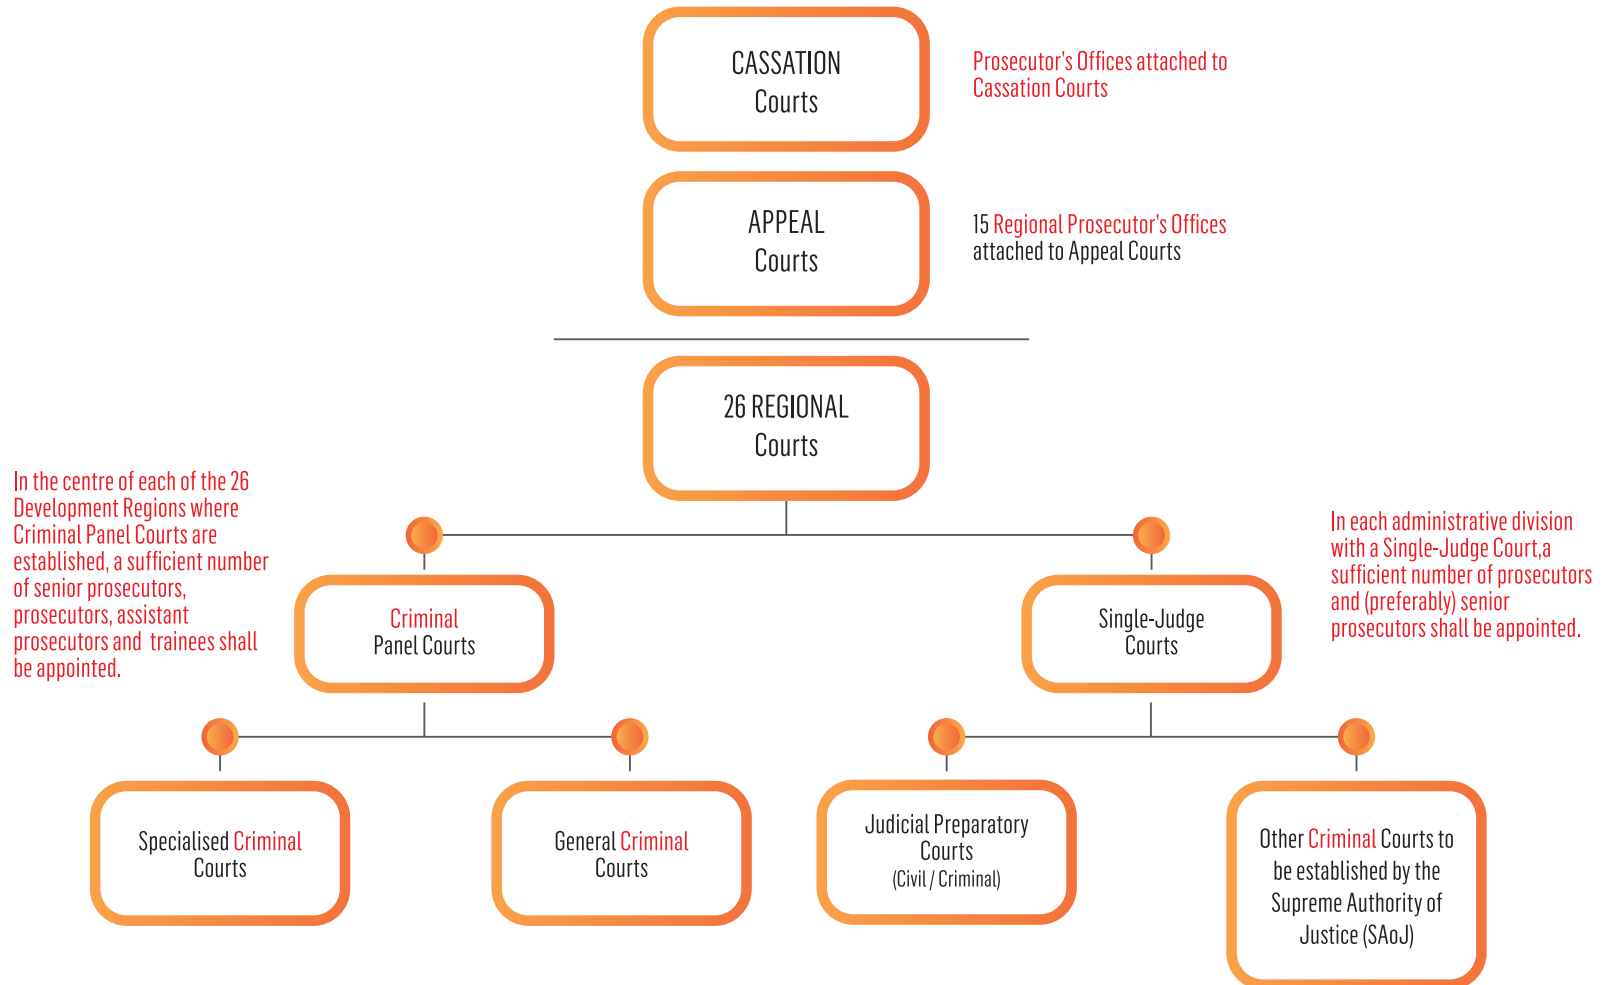 CASSATION
Courts
Prosecutor's Offices attached to
Cassation Courts
APPEAL
Courts
15 Regional Prosecutor's Offices
attached to Appeal Courts
26 REGIONAL
Courts
In the centre of each of the 26
Development Regions where
Criminal Panel Courts are
established, a sufficient number
of senior prosecutors,
prosecutors, assistant
prosecutors and trainees shall
be appointed.
In each administrative division
with a Single-Judge Court,a
sufficient number of prosecutors
and (preferably) senior
prosecutors shall be appointed.
Criminal
Panel Courts
Single-Judge
Courts
Specialised Criminal
Courts
General Criminal
Courts
Judicial Preparatory
Courts
(Civil / Criminal)
Other Criminal Courts to
be established by the
Supreme Authority of
Justice (SAoJ)